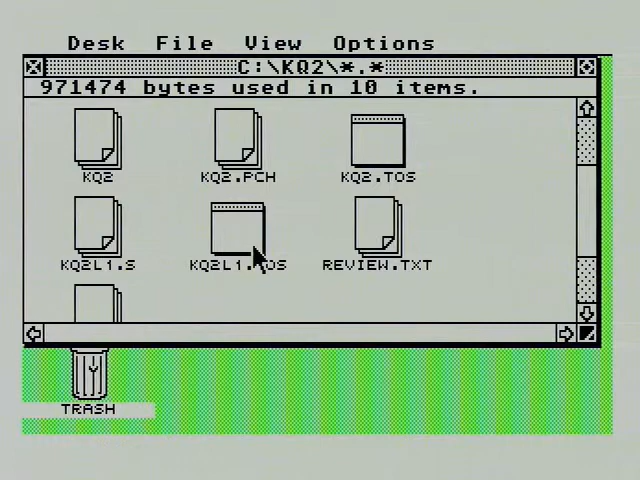 Desk File View Options
C:\KQ2\*.*
971474 bytes used in 10 items.
KQ2 KQ2.PCH KQ2.TOS
KQ2L1.S REVIEW.TXT
TRASH